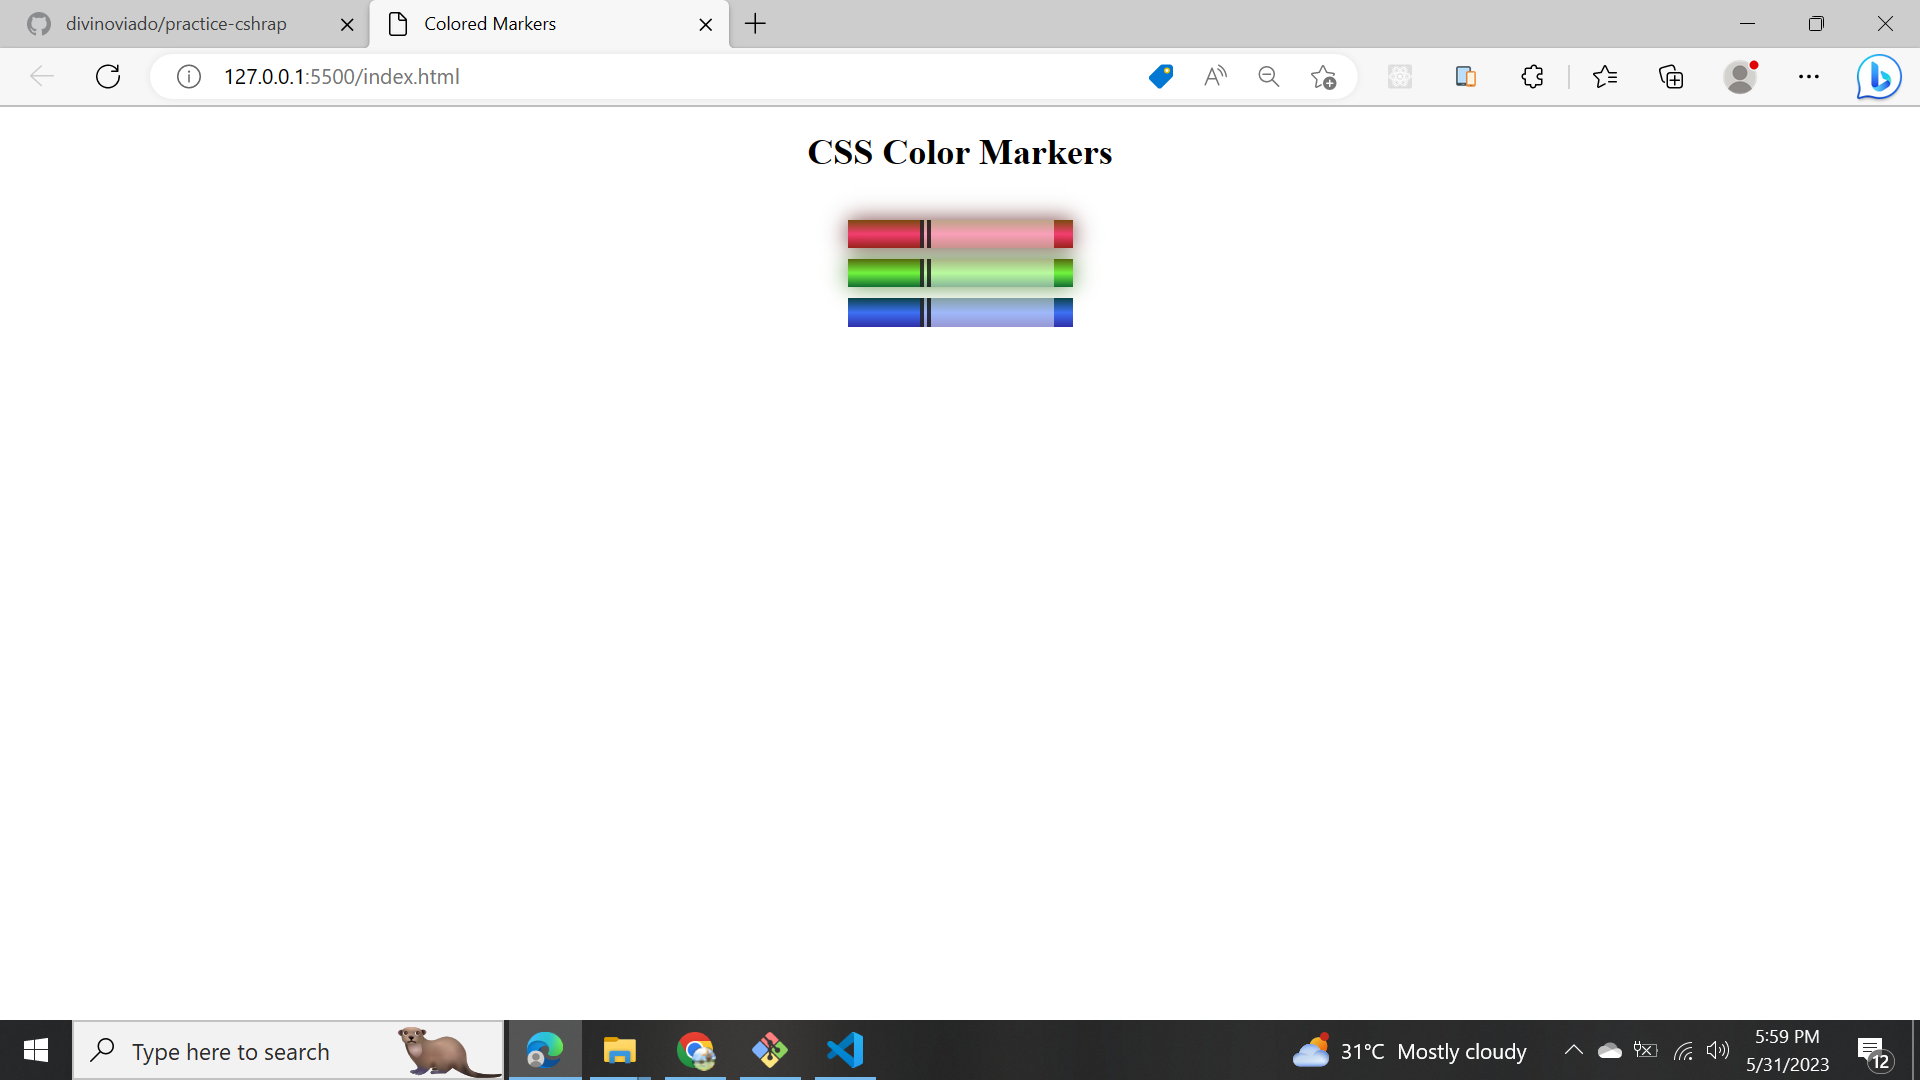 divinoviado/practice-cshrap
Colored Markers
127.0.0.1:5500/index.html
CSS Color Markers
Type here to search
31°C Mostly cloudy
5:59 PM
5/31/2023
12